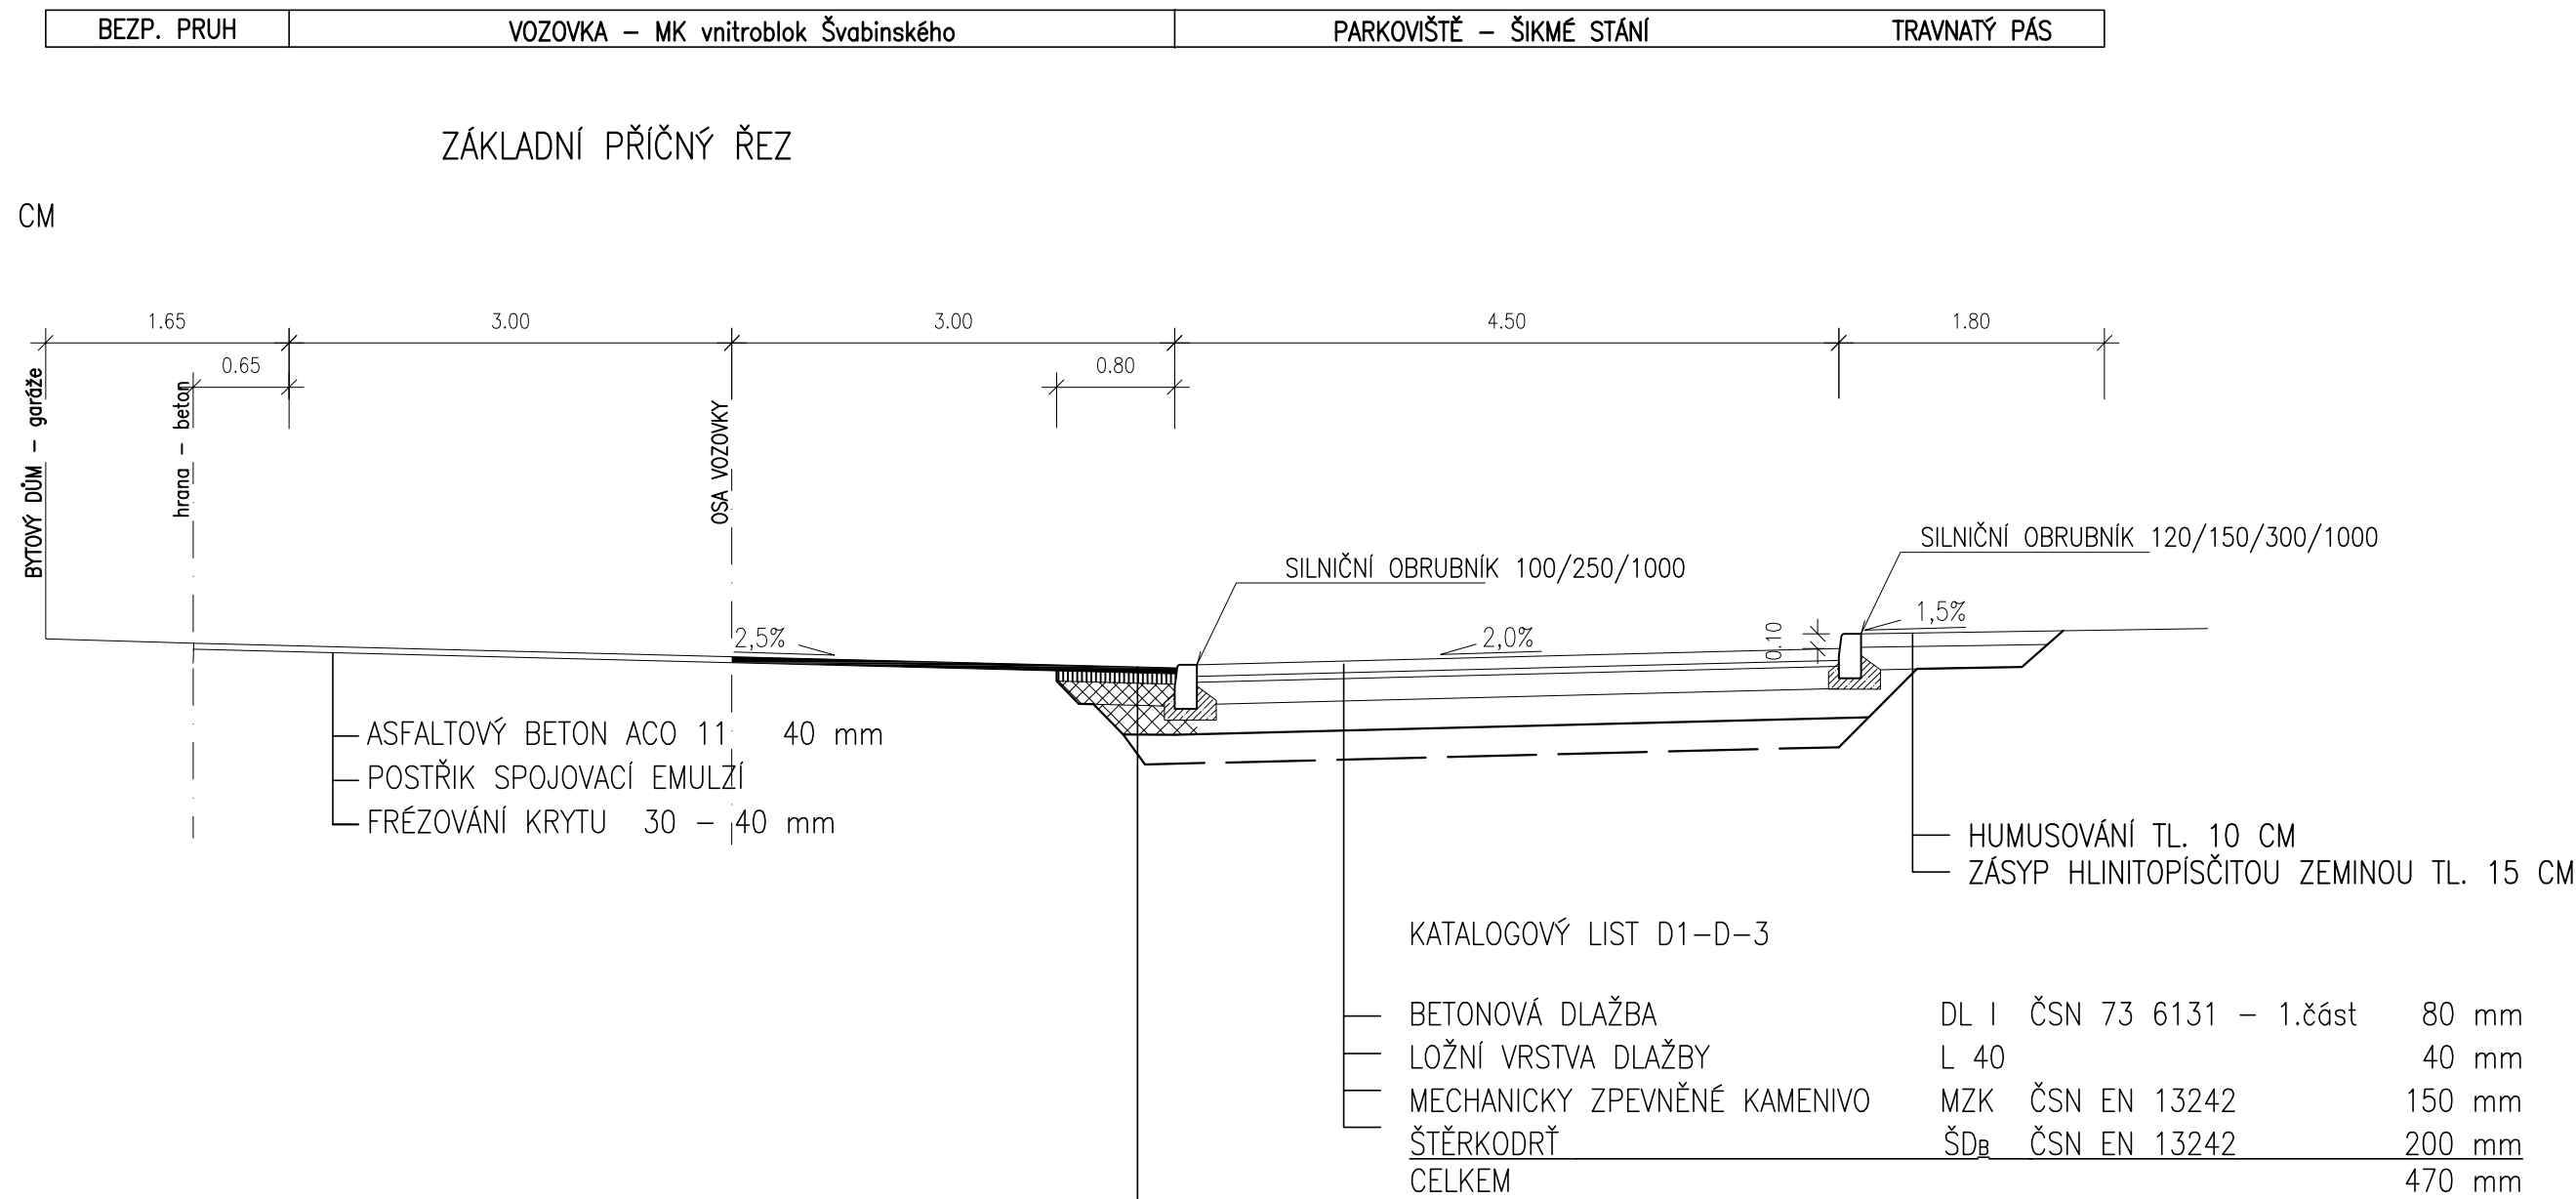 BEZP. PRUH
VOZOVKA – MK vnitroblok Švabinského
PARKOVIŠTĚ – ŠIKMÉ STÁNÍ
TRAVNATÝ PÁS
ZÁKLADNÍ PŘÍČNÝ ŘEZ
CM
1.65
3.00
3.00
4.50
1.80
0.65
0.80
BYTOVÝ DŮM – garáže
hrana – beton
OSA VOZOVKY
SILNIČNÍ OBRUBNÍK 120/150/300/1000
SILNIČNÍ OBRUBNÍK 100/250/1000
2,5%
2,0%
0.10
1,5%
ASFALTOVÝ BETON ACO 11 40 mm
POSTŘIK SPOJOVACÍ EMULZÍ
FRÉZOVÁNÍ KRYTU 30 – 40 mm
HUMUSOVÁNÍ TL. 10 CM
ZÁSYP HLINITOPÍSČITOU ZEMINOU TL. 15 CM
KATALOGOVÝ LIST D1–D–3
BETONOVÁ DLAŽBA DL I ČSN 73 6131 – 1.část 80 mm
LOŽNÍ VRSTVA DLAŽBY L 40 40 mm
MECHANICKY ZPEVNĚNÉ KAMENIVO MZK ČSN EN 13242 150 mm
ŠTĚRKODRŤ ŠDB ČSN EN 13242 200 mm
CELKEM 470 mm